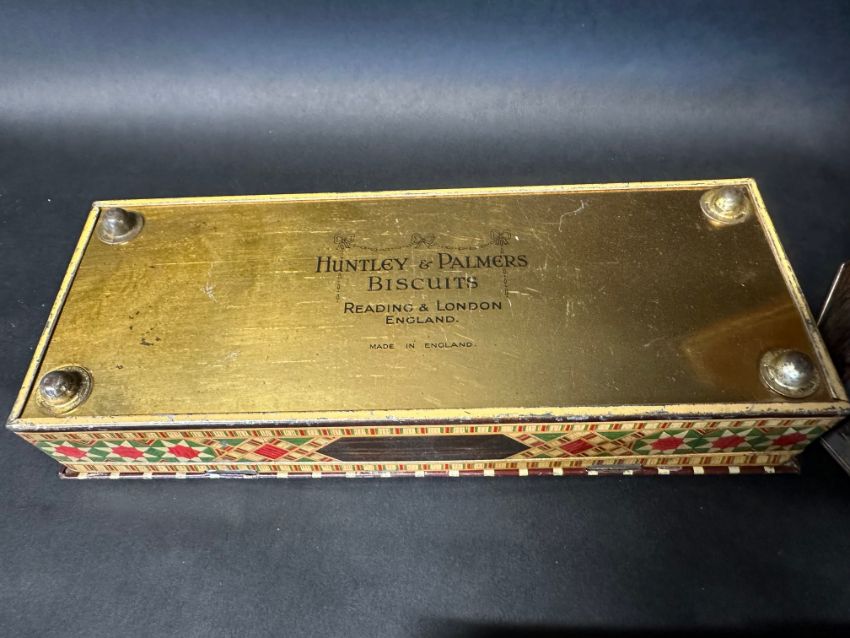 HUNTLEY & PALMERS
BISCUITS
READING & LONDON
ENGLAND.
MADE IN ENGLAND.